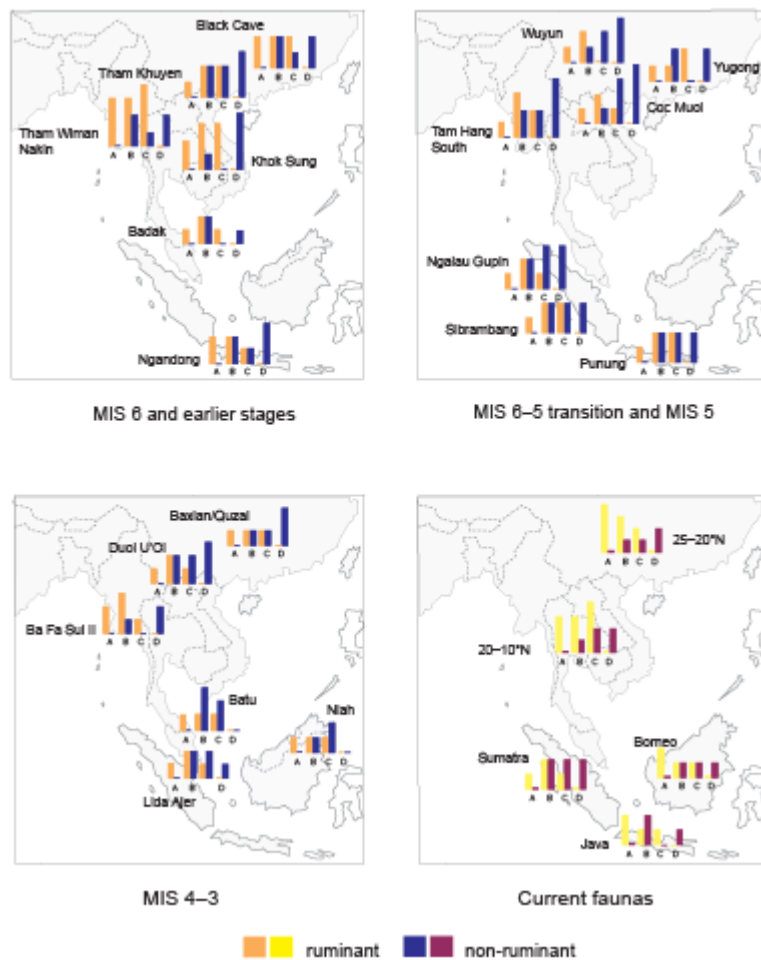 Black Cave
A B C D
Tham Khuyen
A B C D
Tham Wiman
Nakin
A B C D
Khok Sung
A B C D
Badak
A B C D
Ngandong
A B C D
MIS 6 and earlier stages
Wuyun
A B C D
Yugong
A B C D
Coc Muoi
A B C D
Tam Hang
South
A B C D
Ngalau Gupin
A B C D
Sibrambang
A B C D
Punung
A B C D
MIS 6–5 transition and MIS 5
Baxian/Quzai
A B C D
Duoi U'Oi
A B C D
Ba Fa Sui II
A B C D
Batu
A B C D
Niah
A B C D
Lida Ajer
A B C D
MIS 4–3
25–20°N
A B C D
20–10°N
A B C D
Sumatra
A B C D
Borneo
A B C D
Java
A B C D
Current faunas
ruminant
non-ruminant